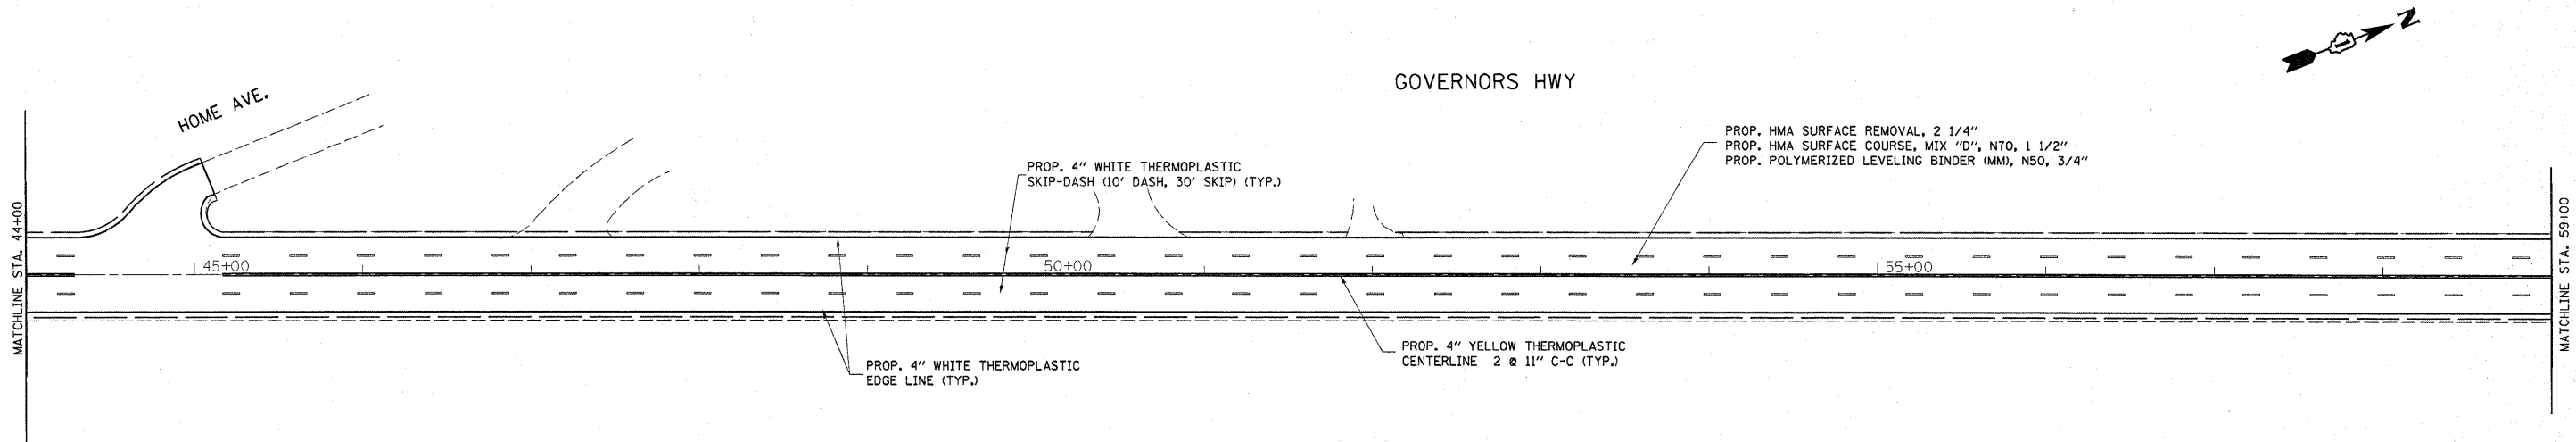 N
GOVERNORS HWY
HOME AVE.
PROP. HMA SURFACE REMOVAL, 2 1/4"
PROP. HMA SURFACE COURSE, MIX "D", N70, 1 1/2"
PROP. POLYMERIZED LEVELING BINDER (MM), N50, 3/4"
PROP. 4" WHITE THERMOPLASTIC
SKIP-DASH (10' DASH, 30' SKIP) (TYP.)
MATCHLINE STA. 44+00
45+00
50+00
55+00
MATCHLINE STA. 59+00
PROP. 4" WHITE THERMOPLASTIC
EDGE LINE (TYP.)
PROP. 4" YELLOW THERMOPLASTIC
CENTERLINE 2 @ 11" C-C (TYP.)